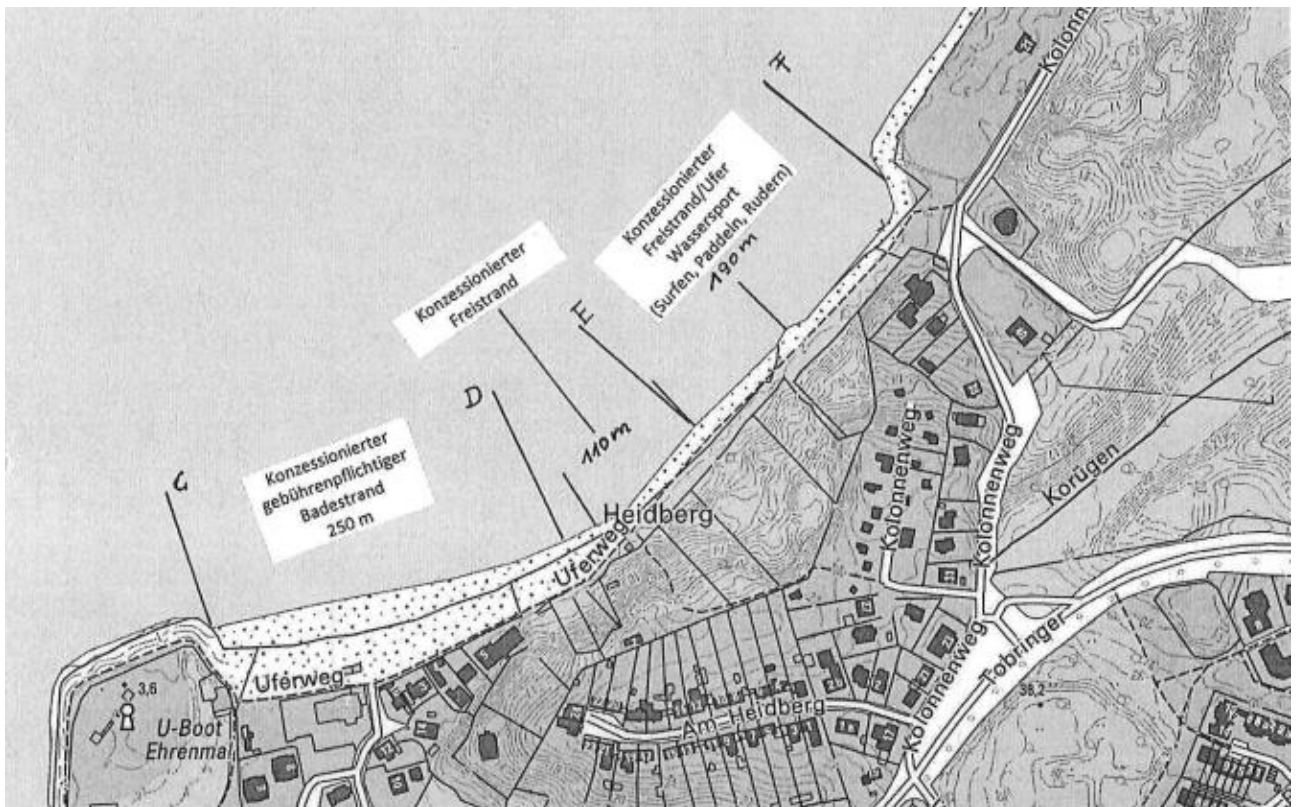 F
Kolonn
Konzessionierter
Freistrand/Ufer
Wassersport
(Surfen, Paddeln, Rudern)
190 m
Konzessionierter
Freistrand
E
D
110 m
C
Konzessionierter
gebührenpflichtiger
Badestrand
250 m
Heidberg
Uferweg
Uferweg
Kolonnenweg
Kolonnenweg
Korügen
Kolonnenweg
Tobringer
38,2
Am Heidberg
3,6
U-Boot
Ehrenmal